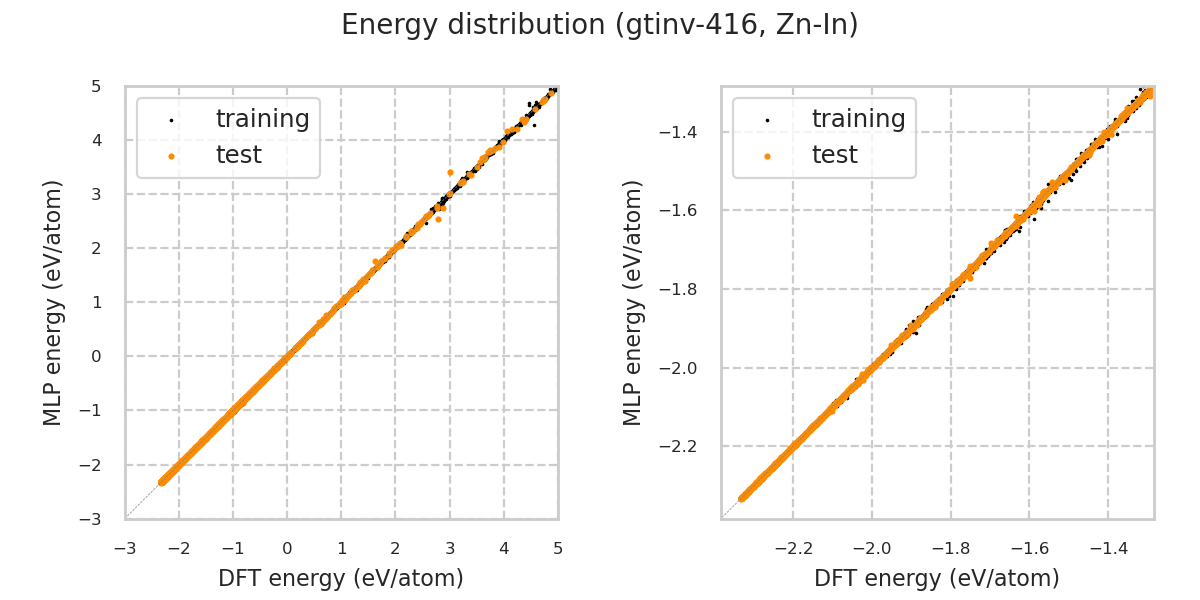 Energy distribution (gtinv-416, Zn-In)
training
test
5
4
3
2
1
0
−1
−2
−3
MLP energy (eV/atom)
−3 −2 −1 0 1 2 3 4 5
DFT energy (eV/atom)
training
test
−1.4
−1.6
−1.8
−2.0
−2.2
MLP energy (eV/atom)
−2.2 −2.0 −1.8 −1.6 −1.4
DFT energy (eV/atom)